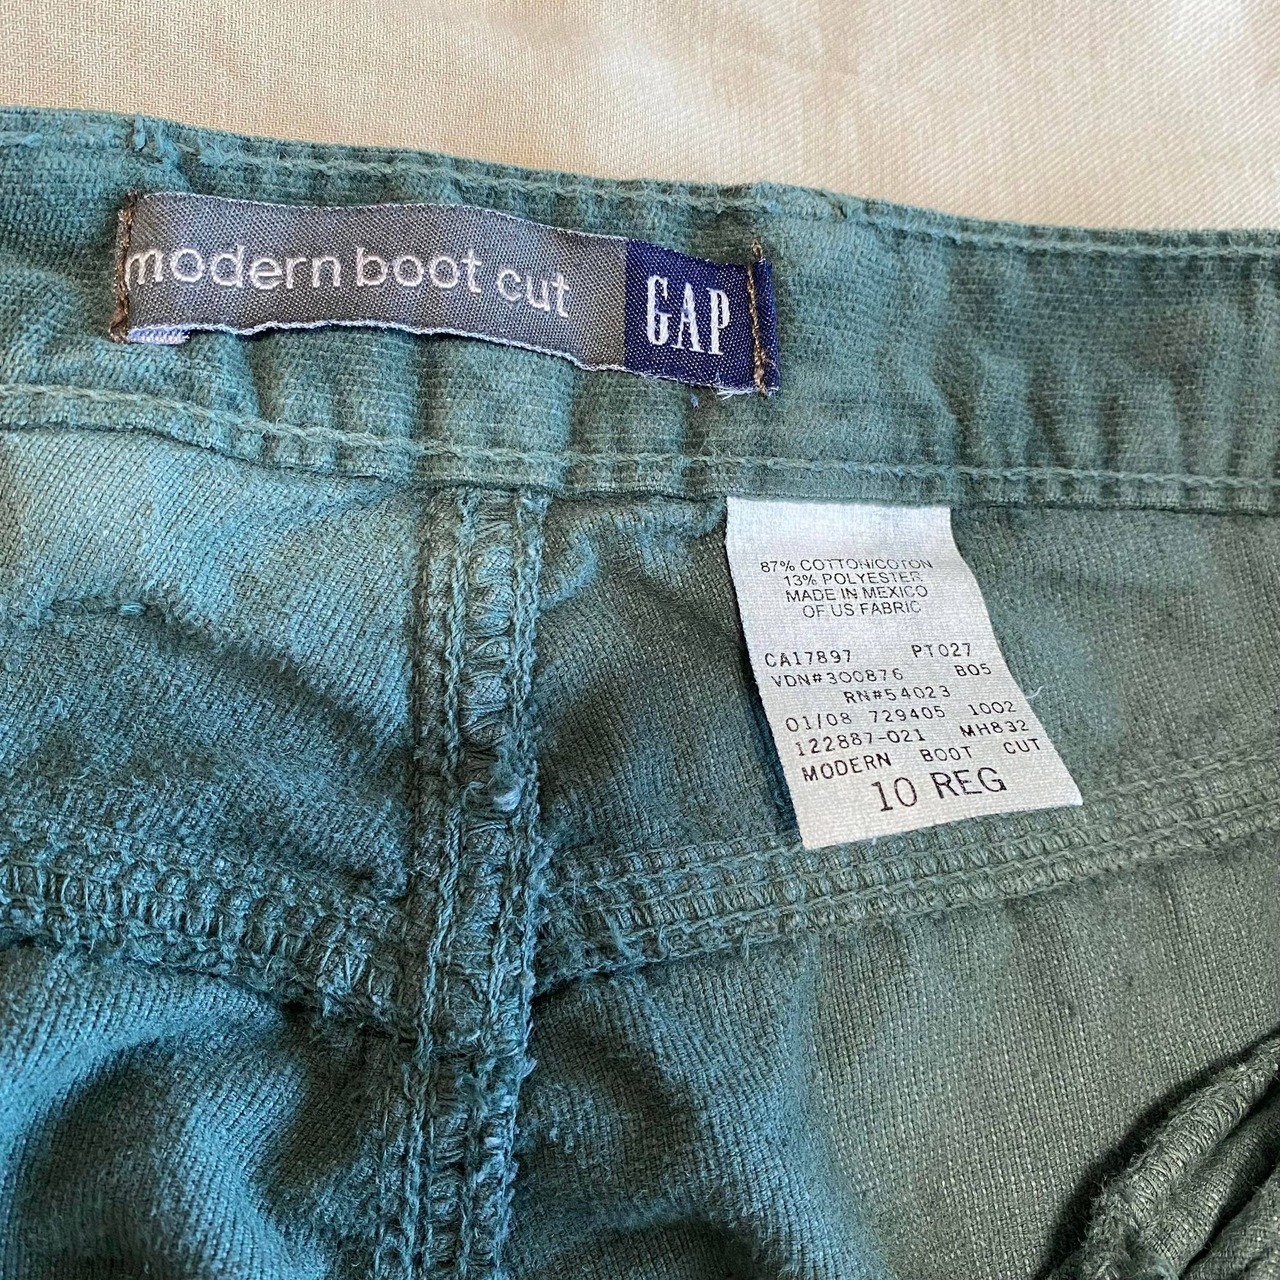 modern boot cut GAP
87% COTTON/COTON
13% POLYESTER
MADE IN MEXICO
OF US FABRIC
CA17897 PT027
VDN#300876 B05
RN#54023
01/08 729405 1002
122887-021 MH832
MODERN BOOT CUT
10 REG